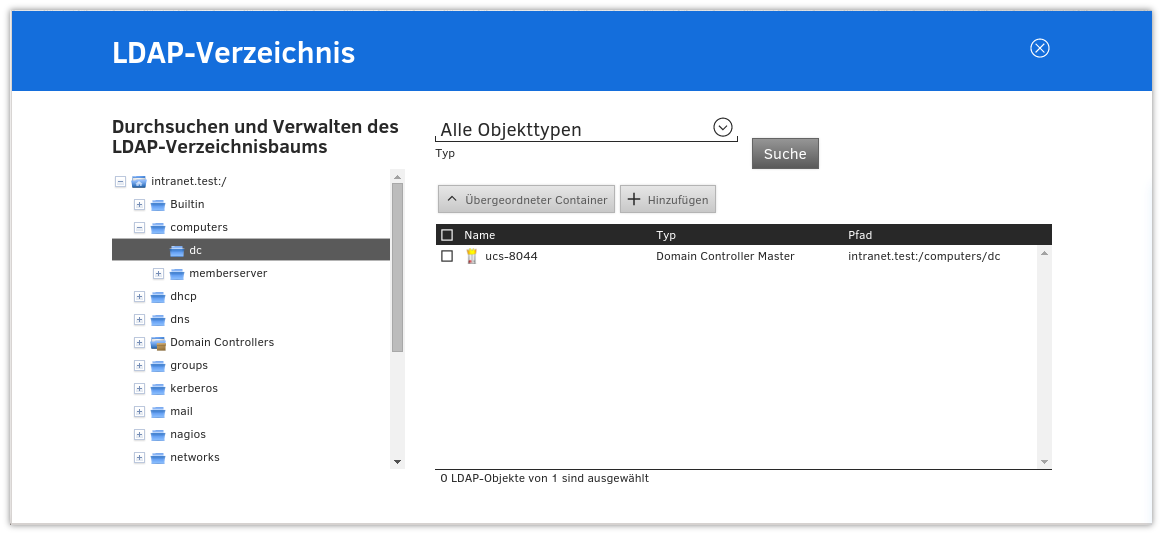 LDAP-Verzeichnis
Durchsuchen und Verwalten des
LDAP-Verzeichnisbaums
intranet.test:/
Builtin
computers
dc
memberserver
dhcp
dns
Domain Controllers
groups
kerberos
mail
nagios
networks
Alle Objekttypen
Typ
Suche
Übergeordneter Container Hinzufügen
Name Typ Pfad
ucs-8044 Domain Controller Master intranet.test:/computers/dc
0 LDAP-Objekte von 1 sind ausgewählt